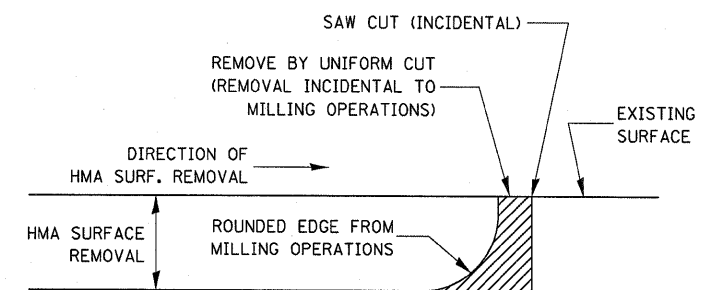 SAW CUT (INCIDENTAL)
REMOVE BY UNIFORM CUT
(REMOVAL INCIDENTAL TO
MILLING OPERATIONS)
EXISTING
SURFACE
DIRECTION OF
HMA SURF. REMOVAL
HMA SURFACE
REMOVAL
ROUNDED EDGE FROM
MILLING OPERATIONS